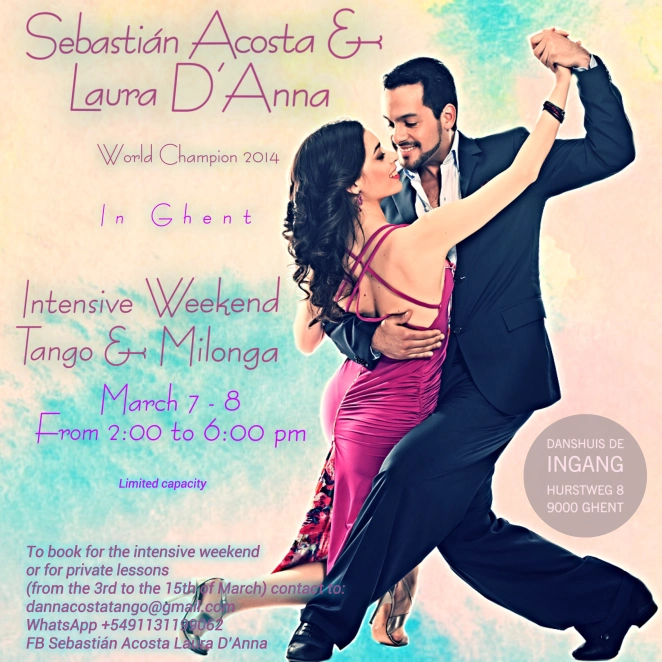 Sebastián Acosta &
Laura D'Anna
World Champion 2014
In Ghent
Intensive Weekend
Tango & Milonga
March 7 - 8
From 2:00 to 6:00 pm
Limited capacity
DANSHUIS DE
INGANG
HURSTWEG 8
9000 GHENT
To book for the intensive weekend
or for private lessons
(from the 3rd to the 15th of March) contact to:
dannacostatango@gmail.com
WhatsApp
FB Sebastián Acosta Laura D'Anna